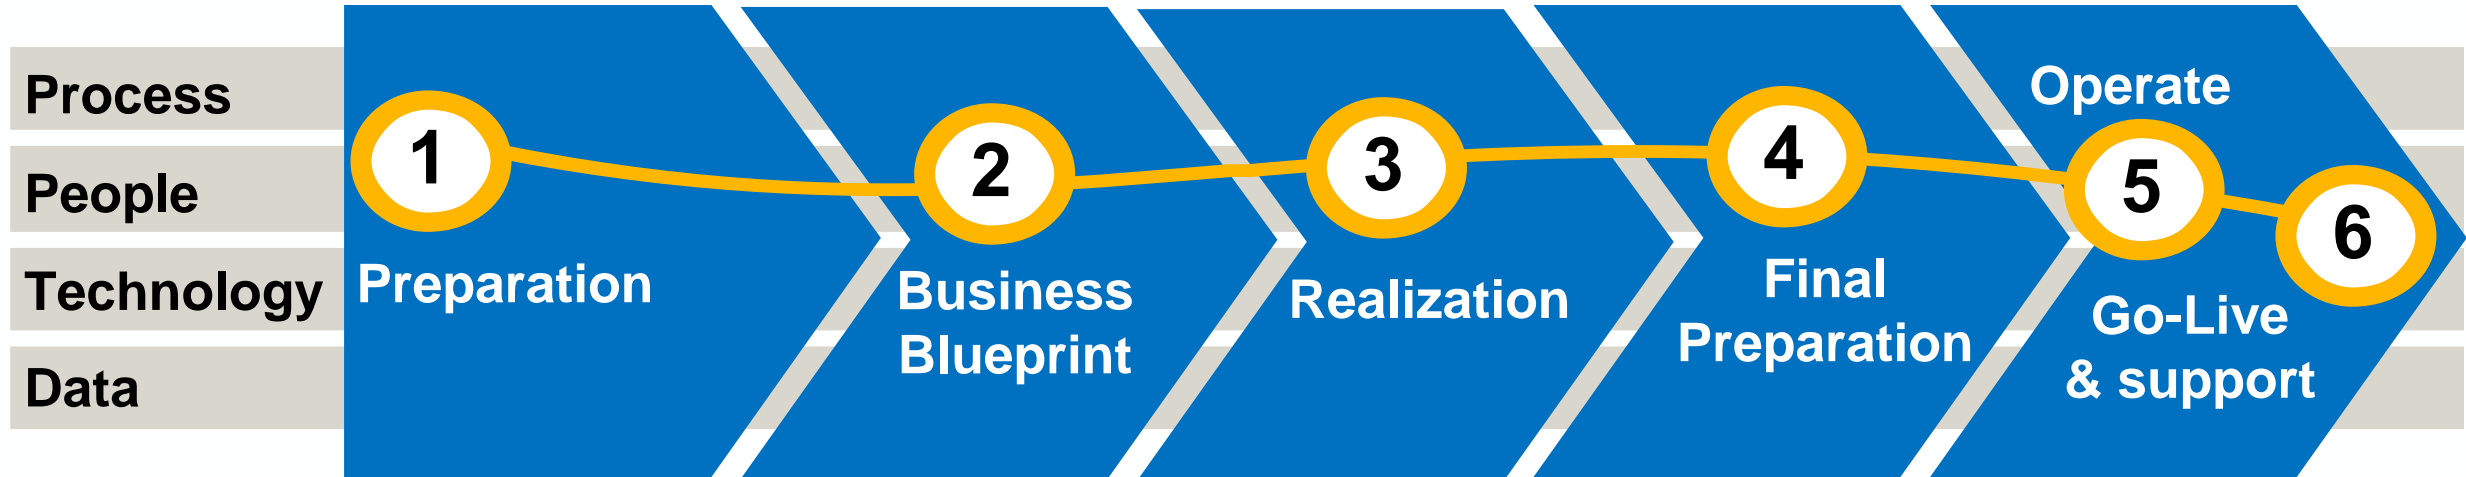 Process
People
Technology
Data
1
Preparation
2
Business
Blueprint
3
Realization
4
Final
Preparation
Operate
5
6
Go-Live
& support